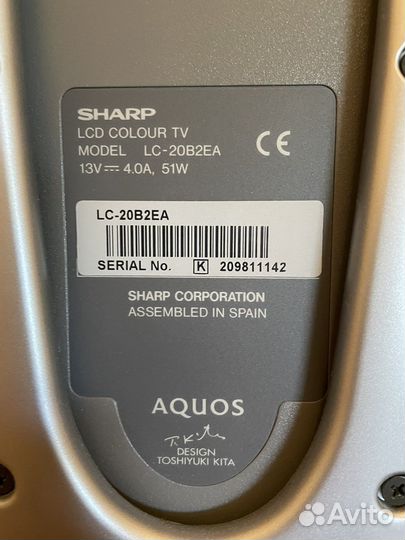 SHARP
LCD COLOUR TV
MODEL LC-20B2EA
13V⎓ 4.0A, 51W
CE
LC-20B2EA
SERIAL No. K 209811142
SHARP CORPORATION
ASSEMBLED IN SPAIN
AQUOS
T. Kita
DESIGN
TOSHIYUKI KITA
Avito